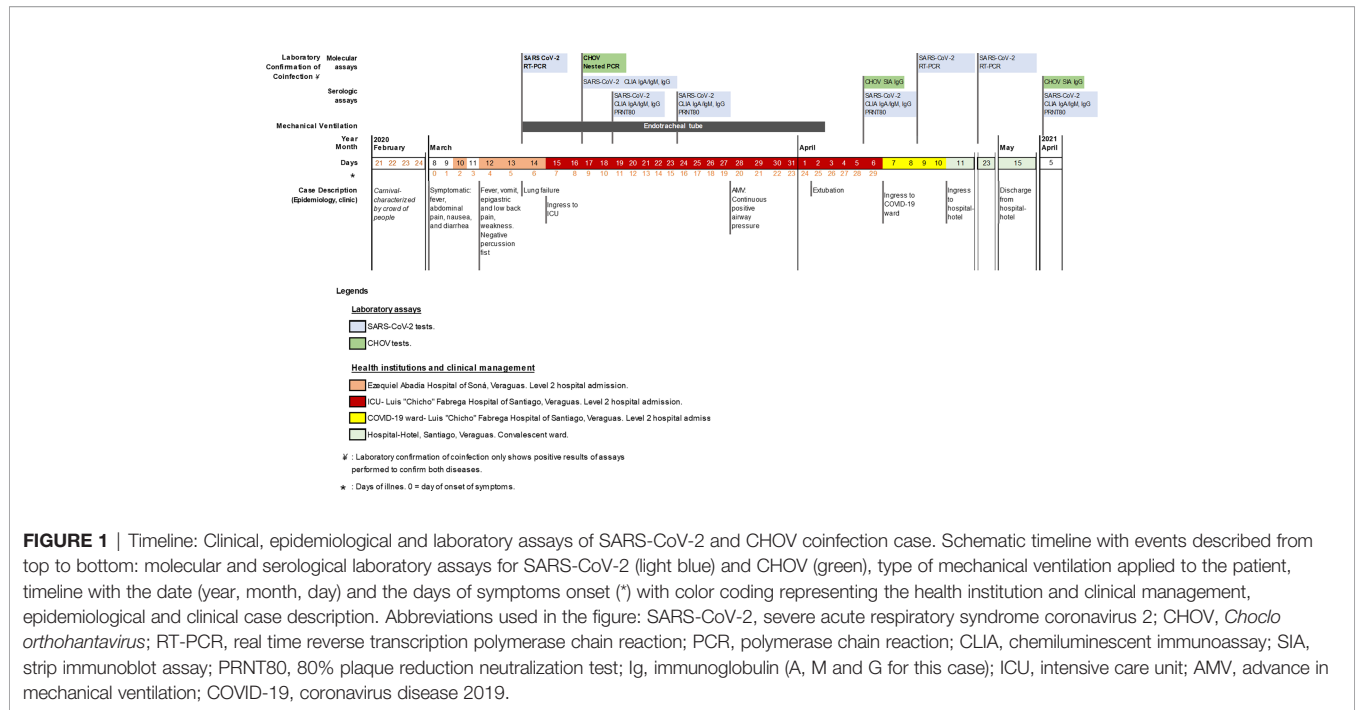 Laboratory Confirmation of Coinfection ¥
Molecular assays
SARS CoV-2 RT-PCR
CHOV Nested PCR
SARS-CoV-2 RT-PCR
SARS-CoV-2 RT-PCR
SARS-CoV-2 CLIA IgA/IgM, IgG
CHOV SIA IgG
CHOV SIA IgG
Serologic assays
SARS-CoV-2 CLIA IgA/IgM, IgG PRNT80
SARS-CoV-2 CLIA IgA/IgM, IgG PRNT80
SARS-CoV-2 CLIA IgA/IgM, IgG PRNT80
SARS-CoV-2 CLIA IgA/IgM, IgG PRNT80
Mechanical Ventilation
Endotracheal tube
Year 2020 2021
Month February March April May April
Days 21 22 23 24 8 9 10 11 12 13 14 15 16 17 18 19 20 21 22 23 24 25 26 27 28 29 30 31 1 2 3 4 5 6 7 8 9 10 11 23 15 5
* 0 1 2 3 4 5 6 7 8 9 10 11 12 13 14 15 16 17 18 19 20 21 22 23 24 25 26 27 28 29
Case Description (Epidemiology, clinic)
Carnival-characterized by crowd of people
Symptomatic: fever, abdominal pain, nausea, and diarrhea
Fever, vomit, epigastric and low back pain, weakness. Negative percussion fist
Lung failure
Ingress to ICU
AMV: Continuous positive airway pressure
Extubation
Ingress to COVID-19 ward
Ingress to hospital-hotel
Discharge from hospital-hotel
Legends
Laboratory assays
SARS-CoV-2 tests.
CHOV tests.
Health institutions and clinical management
Ezequiel Abadia Hospital of Soná, Veraguas. Level 2 hospital admission.
ICU- Luis "Chicho" Fabrega Hospital of Santiago, Veraguas. Level 2 hospital admission.
COVID-19 ward- Luis "Chicho" Fabrega Hospital of Santiago, Veraguas. Level 2 hospital admiss
Hospital-Hotel, Santiago, Veraguas. Convalescent ward.
¥ : Laboratory confirmation of coinfection only shows positive results of assays
performed to confirm both diseases.
* : Days of illnes. 0 = day of onset of symptoms.
FIGURE 1 | Timeline: Clinical, epidemiological and laboratory assays of SARS-CoV-2 and CHOV coinfection case. Schematic timeline with events described from
top to bottom: molecular and serological laboratory assays for SARS-CoV-2 (light blue) and CHOV (green), type of mechanical ventilation applied to the patient,
timeline with the date (year, month, day) and the days of symptoms onset (*) with color coding representing the health institution and clinical management,
epidemiological and clinical case description. Abbreviations used in the figure: SARS-CoV-2, severe acute respiratory syndrome coronavirus 2; CHOV, Choclo
orthohantavirus; RT-PCR, real time reverse transcription polymerase chain reaction; PCR, polymerase chain reaction; CLIA, chemiluminescent immunoassay; SIA,
strip immunoblot assay; PRNT80, 80% plaque reduction neutralization test; Ig, immunoglobulin (A, M and G for this case); ICU, intensive care unit; AMV, advance in
mechanical ventilation; COVID-19, coronavirus disease 2019.